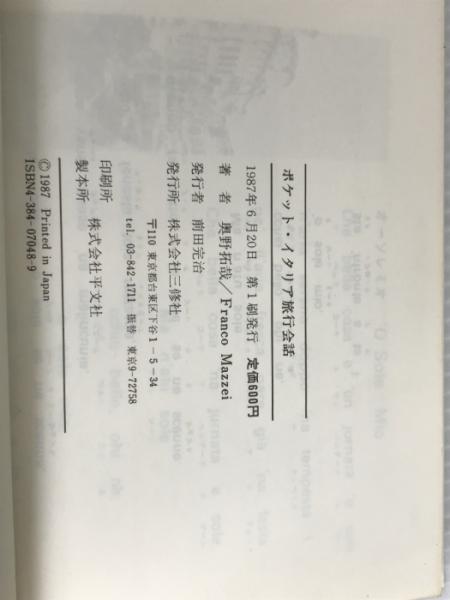 ポケット・イタリア旅行会話
1987年6月20日 第1刷発行 定価600円
著者 奥野拓哉／Franco Mazzei
発行者 前田完治
発行所 株式会社三修社
〒110 東京都台東区下谷1-5-34
tel. 03-842-1711 振替 東京9-72758
印刷所
製本所 株式会社平文社
©1987 Printed in Japan
ISBN4-384-07048-9